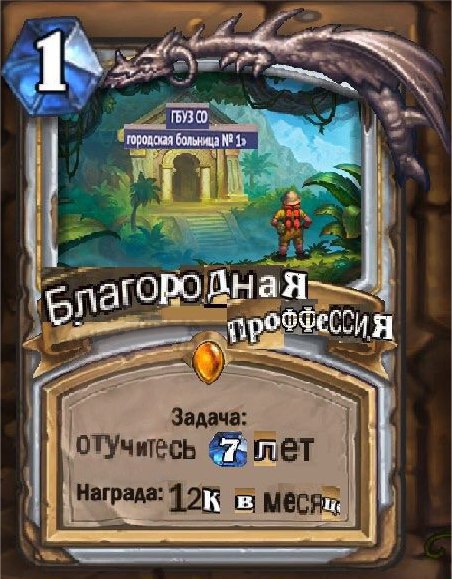 1
ГБУЗ СО
городская больница № 1»
Благородная
проффессия
Задача:
отучитесь 7 лет
Награда: 12к в месяц